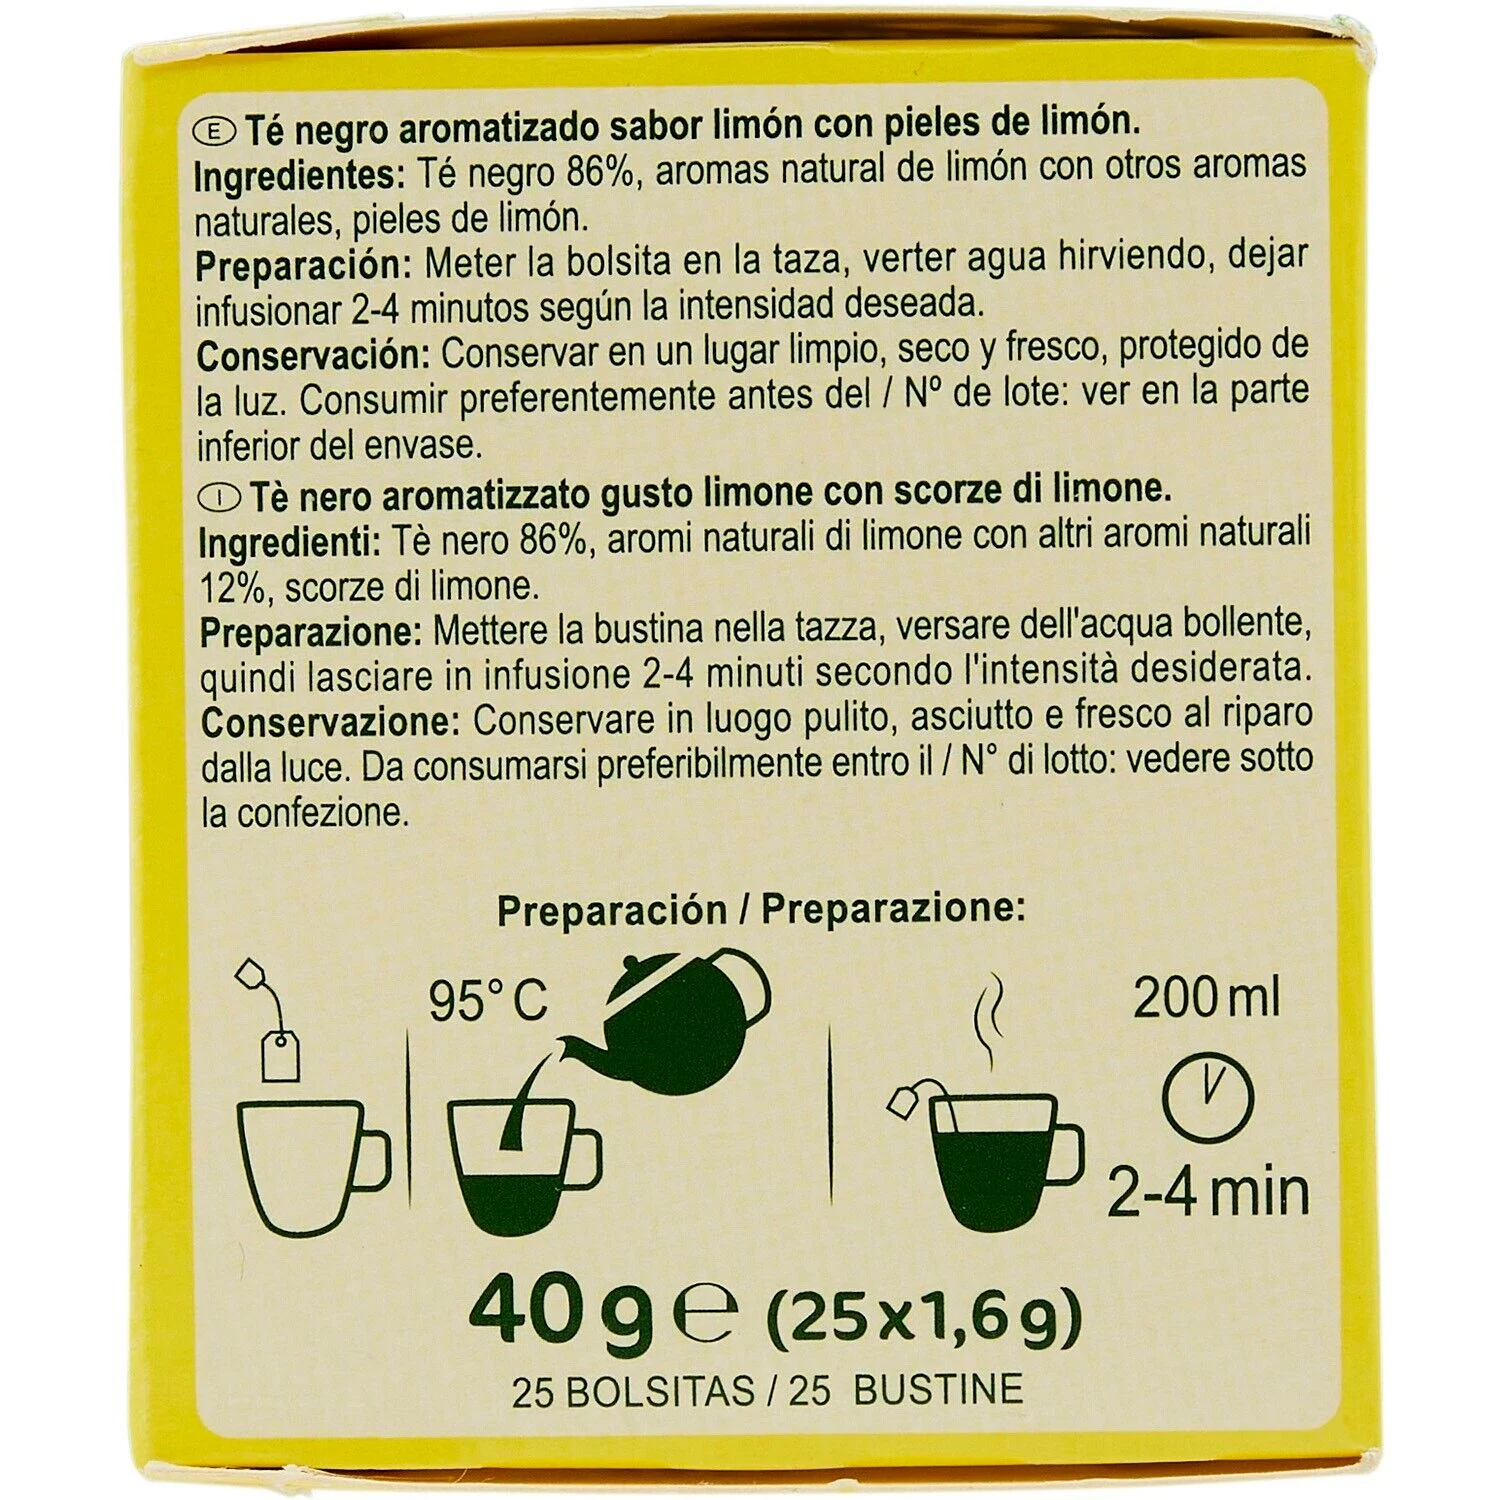 E Té negro aromatizado sabor limón con pieles de limón.
Ingredientes: Té negro 86%, aromas natural de limón con otros aromas
naturales, pieles de limón.
Preparación: Meter la bolsita en la taza, verter agua hirviendo, dejar
infusionar 2-4 minutos según la intensidad deseada.
Conservación: Conservar en un lugar limpio, seco y fresco, protegido de
la luz. Consumir preferentemente antes del / Nº de lote: ver en la parte
inferior del envase.
I Tè nero aromatizzato gusto limone con scorze di limone.
Ingredienti: Tè nero 86%, aromi naturali di limone con altri aromi naturali
12%, scorze di limone.
Preparazione: Mettere la bustina nella tazza, versare dell'acqua bollente,
quindi lasciare in infusione 2-4 minuti secondo l'intensità desiderata.
Conservazione: Conservare in luogo pulito, asciutto e fresco al riparo
dalla luce. Da consumarsi preferibilmente entro il / N° di lotto: vedere sotto
la confezione.
Preparación / Preparazione:
95°C
200 ml
2-4 min
40 g e (25x1,6 g)
25 BOLSITAS / 25 BUSTINE